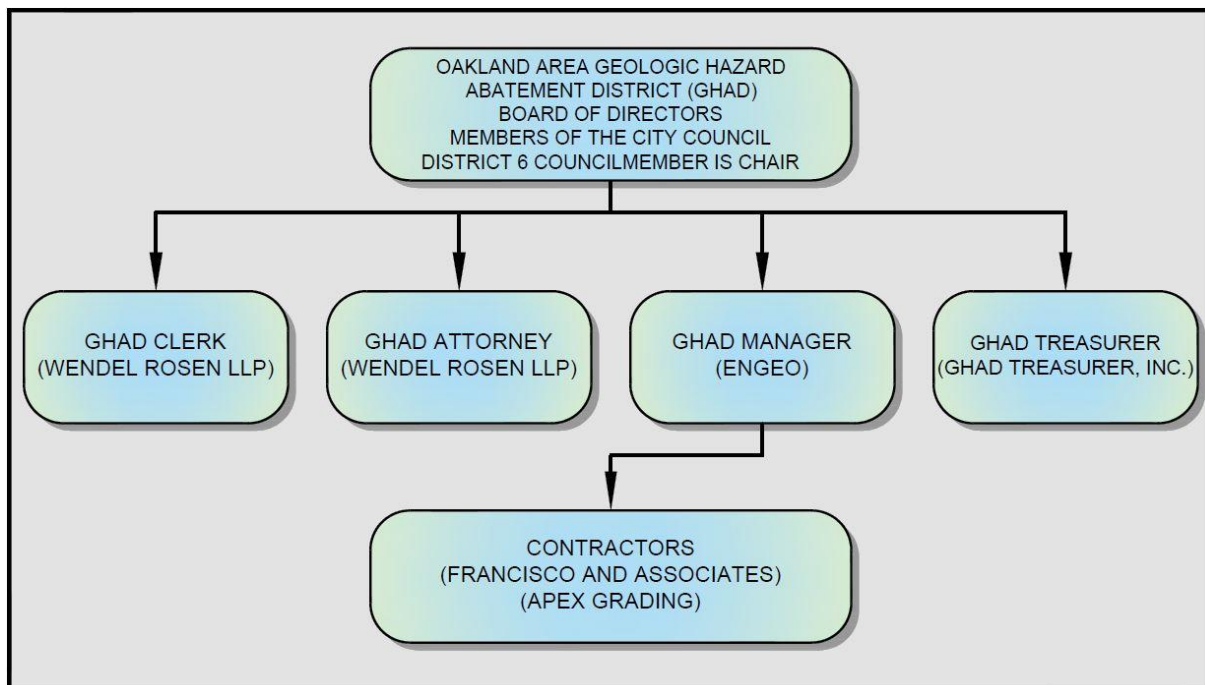 OAKLAND AREA GEOLOGIC HAZARD
ABATEMENT DISTRICT (GHAD)
BOARD OF DIRECTORS
MEMBERS OF THE CITY COUNCIL
DISTRICT 6 COUNCILMEMBER IS CHAIR
GHAD CLERK
(WENDEL ROSEN LLP)
GHAD ATTORNEY
(WENDEL ROSEN LLP)
GHAD MANAGER
(ENGEO)
GHAD TREASURER
(GHAD TREASURER, INC.)
CONTRACTORS
(FRANCISCO AND ASSOCIATES)
(APEX GRADING)